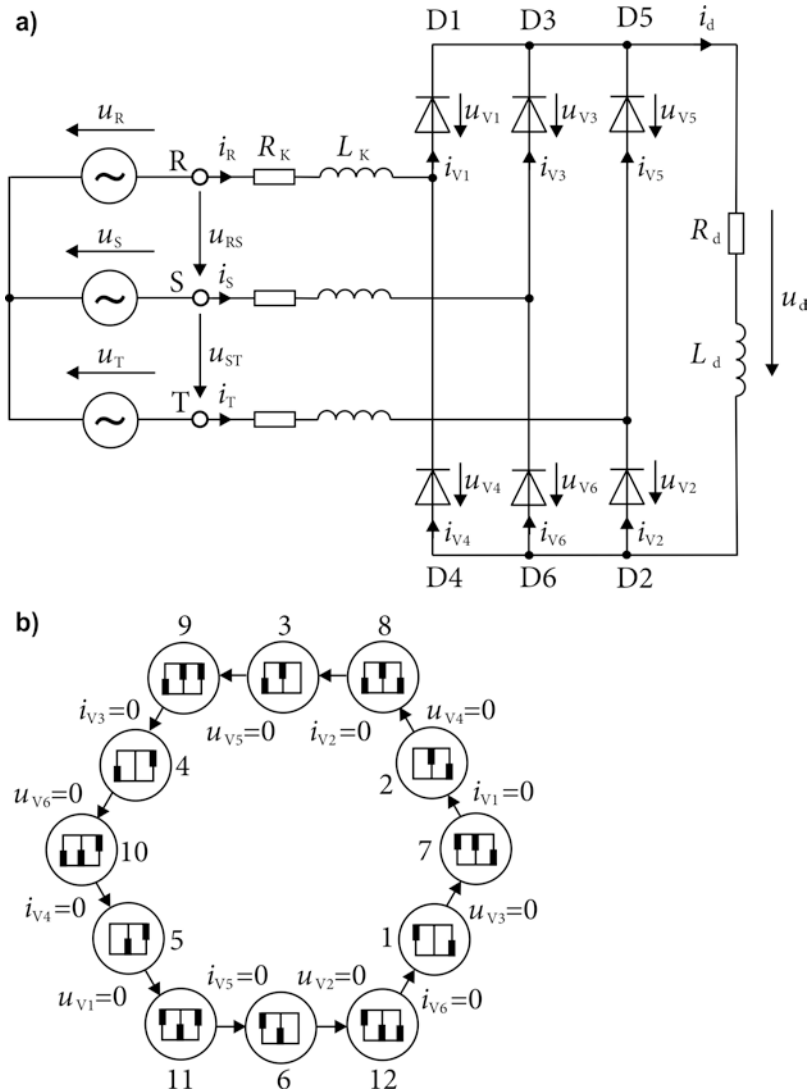 a)
D1 D3 D5 i_d
u_R
u_V1 u_V3 u_V5
R i_R R_K L_K
i_V1 i_V3 i_V5
u_S u_RS
R_d
S i_S
u_d
u_T u_ST
L_d
T i_T
u_V4 u_V6 u_V2
i_V4 i_V6 i_V2
D4 D6 D2
b)
9 3 8
i_V3=0 u_V5=0 i_V2=0 u_V4=0
4 2
u_V6=0 i_V1=0
10 7
i_V4=0 u_V3=0
5 1
u_V1=0 i_V5=0 u_V2=0 i_V6=0
11 6 12